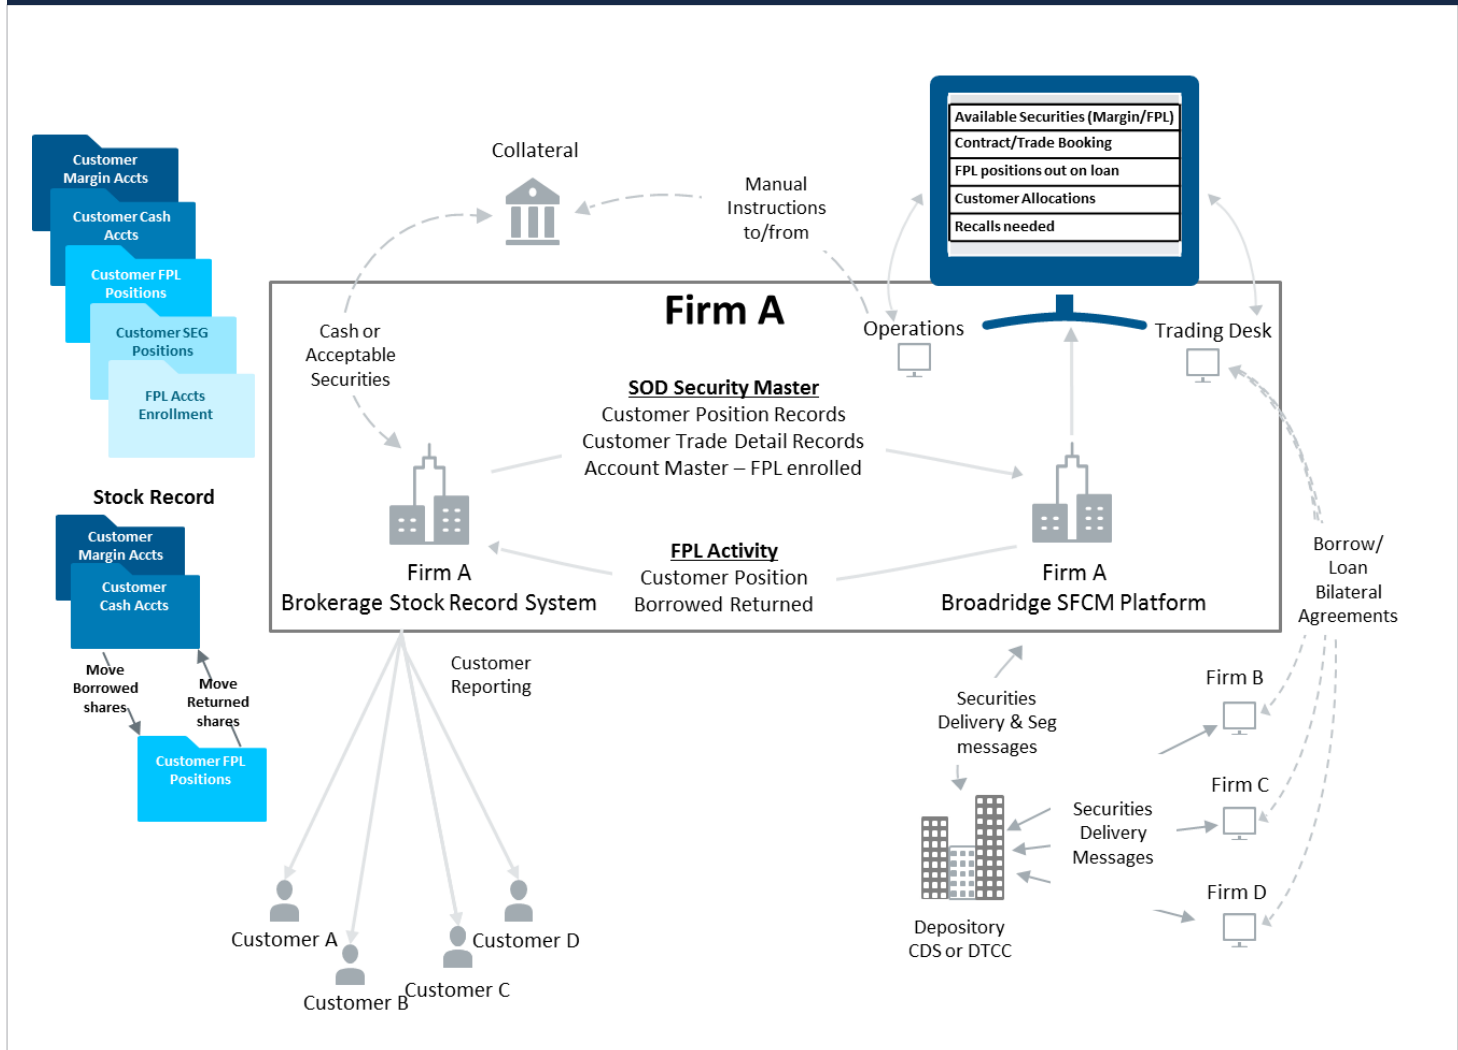 Customer
Margin Accts
Customer Cash
Accts
Customer FPL
Positions
Customer SEG
Positions
FPL Accts
Enrollment
Stock Record
Customer
Margin Accts
Customer
Cash Accts
Move
Borrowed
shares
Move
Returned
shares
Customer FPL
Positions
Collateral
Manual
Instructions
to/from
Available Securities (Margin/FPL)
Contract/Trade Booking
FPL positions out on loan
Customer Allocations
Recalls needed
Firm A
Operations
Trading Desk
Cash or
Acceptable
Securities
SOD Security Master
Customer Position Records
Customer Trade Detail Records
Account Master – FPL enrolled
FPL Activity
Customer Position
Borrowed Returned
Firm A
Brokerage Stock Record System
Firm A
Broadridge SFCM Platform
Borrow/
Loan
Bilateral
Agreements
Customer
Reporting
Securities
Delivery & Seg
messages
Firm B
Firm C
Firm D
Securities
Delivery
Messages
Depository
CDS or DTCC
Customer A
Customer B
Customer C
Customer D